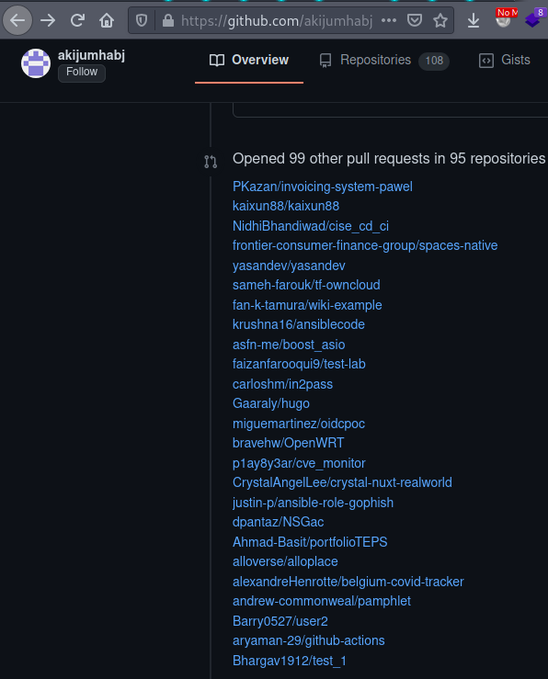 https://github.com/akijumhabj
No M
8
akijumhabj
Follow
Overview
Repositories 108
Gists
Opened 99 other pull requests in 95 repositories
PKazan/invoicing-system-pawel
kaixun88/kaixun88
NidhiBhandiwad/cise_cd_ci
frontier-consumer-finance-group/spaces-native
yasandev/yasandev
sameh-farouk/tf-owncloud
fan-k-tamura/wiki-example
krushna16/ansiblecode
asfn-me/boost_asio
faizanfarooqui9/test-lab
carloshm/in2pass
Gaaraly/hugo
miguemartinez/oidcpoc
bravehw/OpenWRT
p1ay8y3ar/cve_monitor
CrystalAngelLee/crystal-nuxt-realworld
justin-p/ansible-role-gophish
dpantaz/NSGac
Ahmad-Basit/portfolioTEPS
alloverse/alloplace
alexandreHenrotte/belgium-covid-tracker
andrew-commonweal/pamphlet
Barry0527/user2
aryaman-29/github-actions
Bhargav1912/test_1